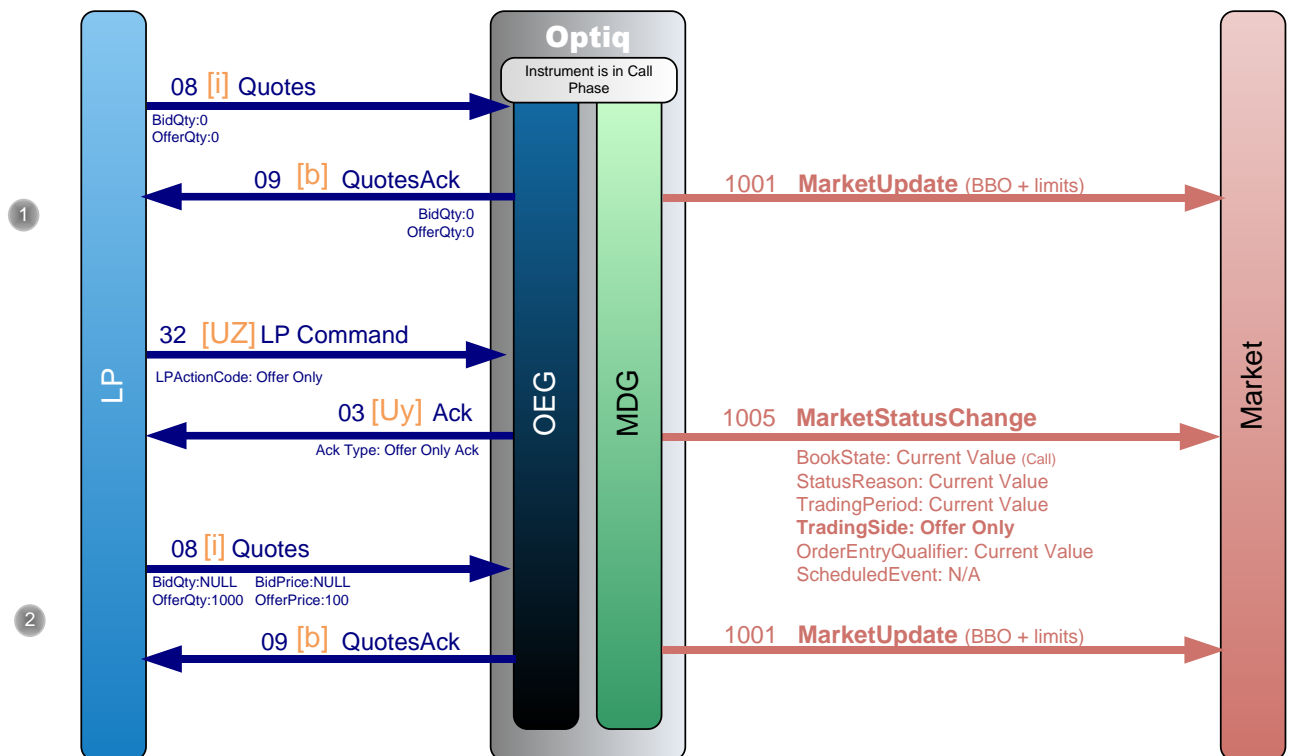 Optiq
Instrument is in Call
Phase
08 [i] Quotes
BidQty:0
OfferQty:0
09 [b] QuotesAck
BidQty:0
OfferQty:0
1001 MarketUpdate (BBO + limits)
1
32 [UZ] LP Command
LPActionCode: Offer Only
03 [Uy] Ack
Ack Type: Offer Only Ack
1005 MarketStatusChange
BookState: Current Value (Call)
StatusReason: Current Value
TradingPeriod: Current Value
TradingSide: Offer Only
OrderEntryQualifier: Current Value
ScheduledEvent: N/A
LP
OEG
MDG
Market
08 [i] Quotes
BidQty:NULL BidPrice:NULL
OfferQty:1000 OfferPrice:100
2
09 [b] QuotesAck
1001 MarketUpdate (BBO + limits)